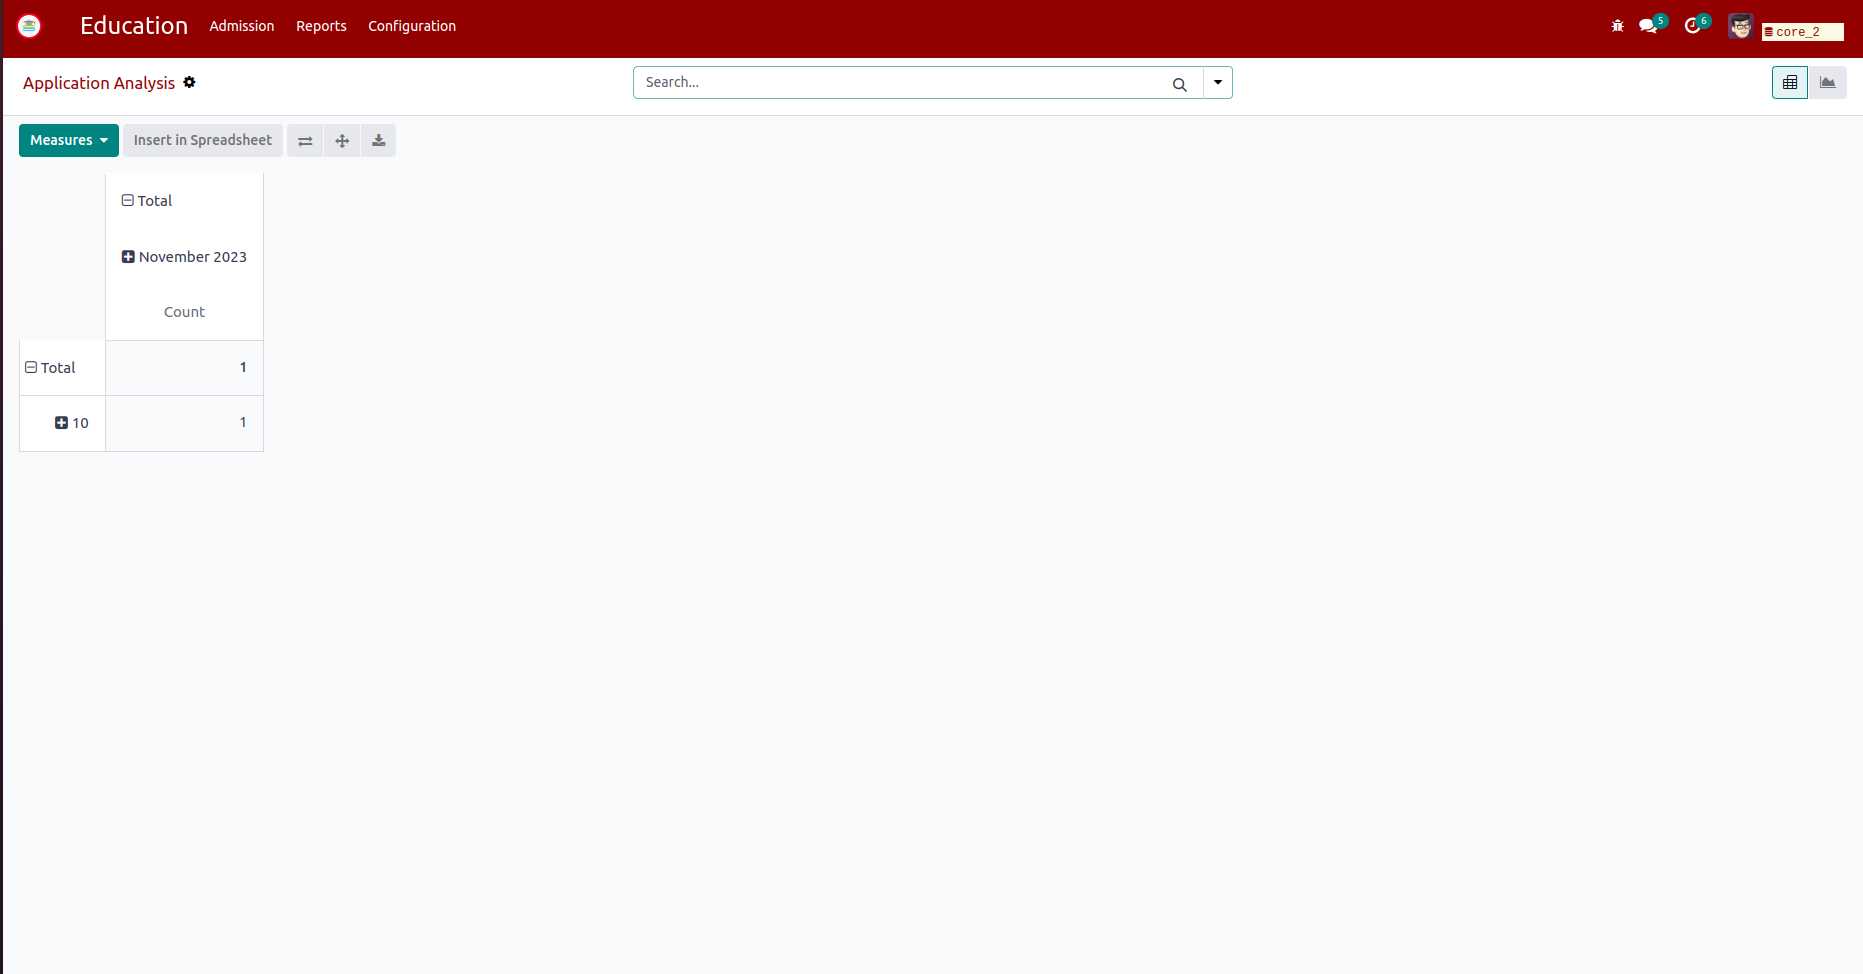 Education Admission Reports Configuration 5 6 core_2
Application Analysis Search...
Measures Insert in Spreadsheet
Total
November 2023
Count
Total 1
10 1